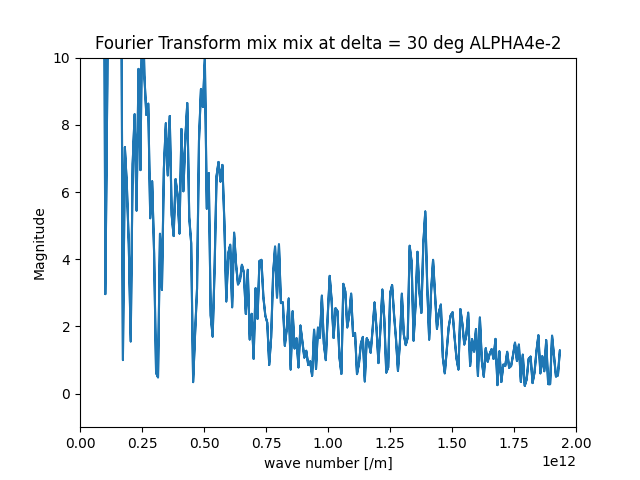 Fourier Transform mix mix at delta = 30 deg ALPHA4e-2
10
8
6
4
2
0
Magnitude
0.00 0.25 0.50 0.75 1.00 1.25 1.50 1.75 2.00
wave number [/m]
1e12